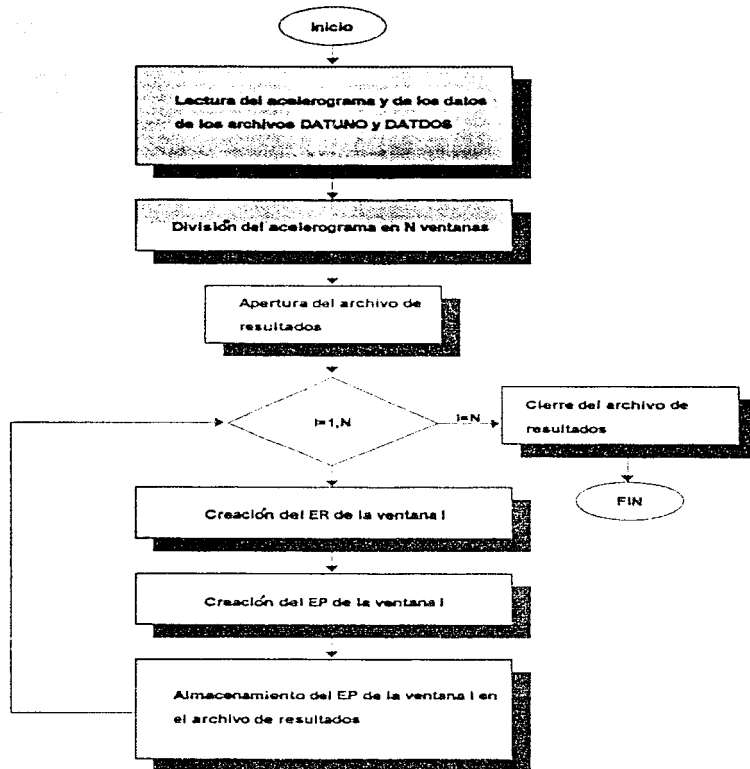 Inicio
Lectura del acelerograma y de los datos
de los archivos DATUNO y DATDOS
División del acelerograma en N ventanas
Apertura del archivo de
resultados
I=1,N
I=N
Cierre del archivo de
resultados
FIN
Creación del ER de la ventana I
Creación del EP de la ventana I
Almacenamiento del EP de la ventana I en
el archivo de resultados